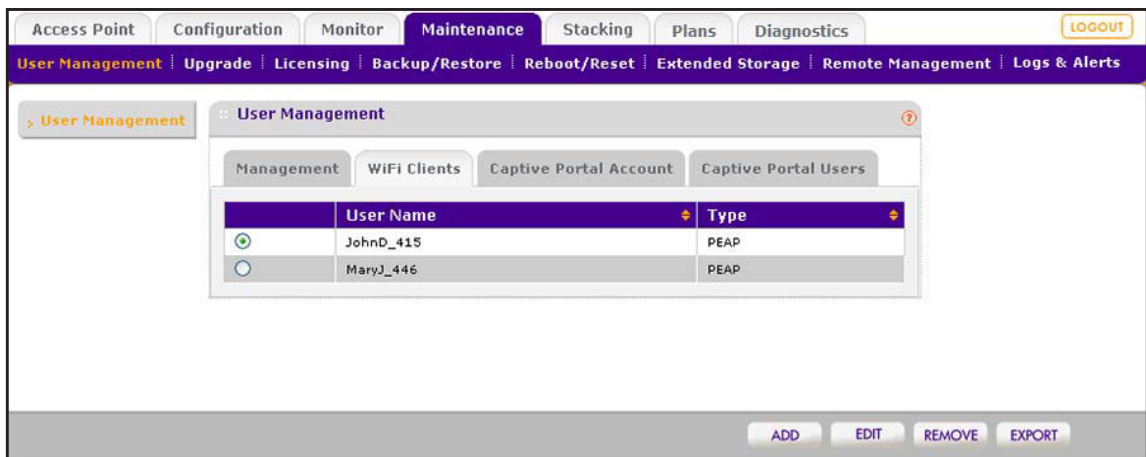 Access Point Configuration Monitor Maintenance Stacking Plans Diagnostics LOGOUT
User Management Upgrade Licensing Backup/Restore Reboot/Reset Extended Storage Remote Management Logs & Alerts
> User Management
:: User Management ?
Management WiFi Clients Captive Portal Account Captive Portal Users
User Name Type
JohnD_415 PEAP
MaryJ_446 PEAP
ADD EDIT REMOVE EXPORT